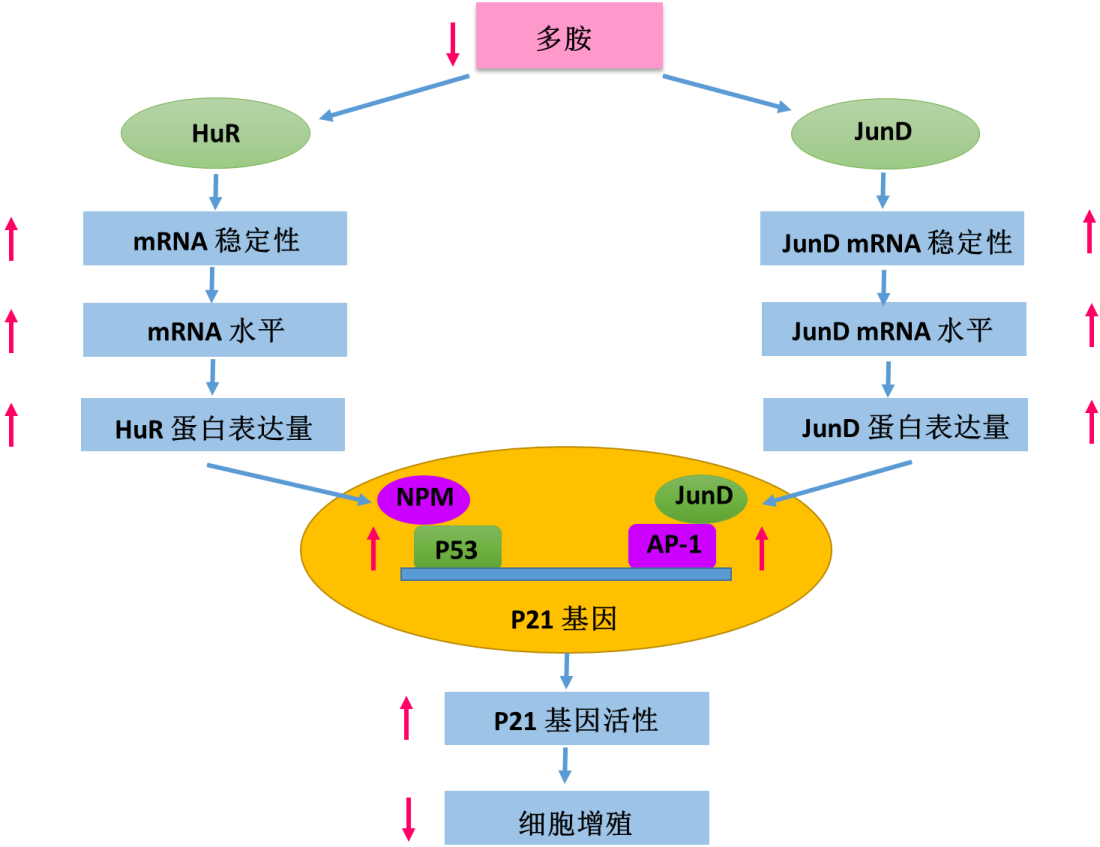 多胺
HuR
JunD
mRNA 稳定性
JunD mRNA 稳定性
mRNA 水平
JunD mRNA 水平
HuR 蛋白表达量
JunD 蛋白表达量
NPM
JunD
P53
AP-1
P21 基因
P21 基因活性
细胞增殖